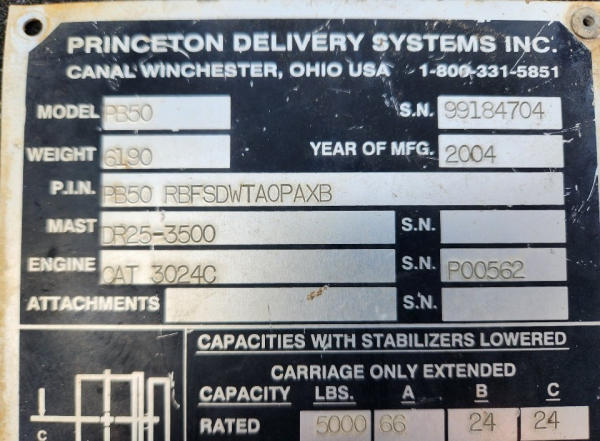 PRINCETON DELIVERY SYSTEMS INC.
CANAL WINCHESTER, OHIO USA 1-800-331-5851
MODEL PB50 S.N. 99184704
WEIGHT 6190 YEAR OF MFG. 2004
P.I.N. PB50 RBFSDWTAOPAXB
MAST DR25-3500 S.N.
ENGINE CAT 3024C S.N. P00562
ATTACHMENTS S.N.
CAPACITIES WITH STABILIZERS LOWERED
CARRIAGE ONLY EXTENDED
CAPACITY LBS. A B C
RATED 5000 66 24 24
C